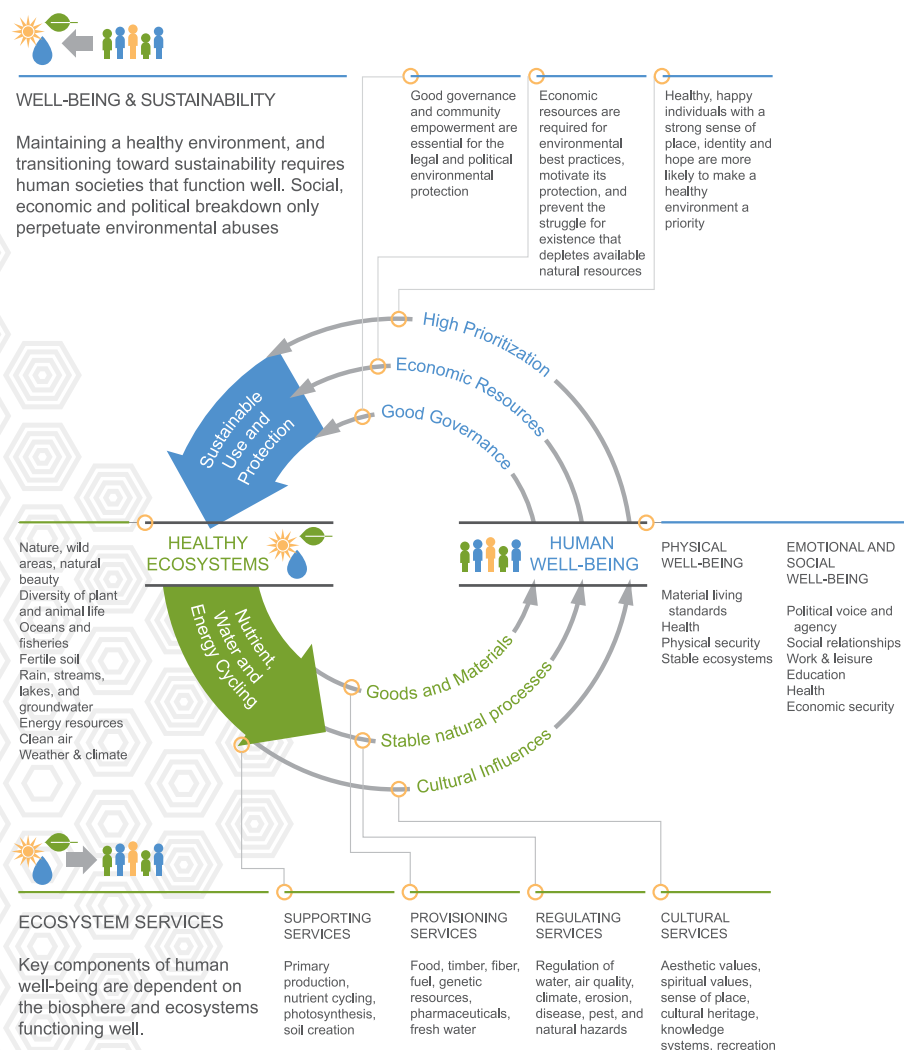 WELL-BEING & SUSTAINABILITY
Maintaining a healthy environment, and
transitioning toward sustainability requires
human societies that function well. Social,
economic and political breakdown only
perpetuate environmental abuses
Good governance
and community
empowerment are
essential for the
legal and political
environmental
protection
Economic
resources are
required for
environmental
best practices,
motivate its
protection, and
prevent the
struggle for
existence that
depletes available
natural resources
Healthy, happy
individuals with a
strong sense of
place, identity and
hope are more
likely to make a
healthy
environment a
priority
High Prioritization
Economic Resources
Good Governance
Sustainable
Use and
Protection
HEALTHY
ECOSYSTEMS
HUMAN
WELL-BEING
Nature, wild
areas, natural
beauty
Diversity of plant
and animal life
Oceans and
fisheries
Fertile soil
Rain, streams,
lakes, and
groundwater
Energy resources
Clean air
Weather & climate
PHYSICAL
WELL-BEING
Material living
standards
Health
Physical security
Stable ecosystems
EMOTIONAL AND
SOCIAL
WELL-BEING
Political voice and
agency
Social relationships
Work & leisure
Education
Health
Economic security
Nutrient,
Water and
Energy Cycling
Goods and Materials
Stable natural processes
Cultural Influences
ECOSYSTEM SERVICES
Key components of human
well-being are dependent on
the biosphere and ecosystems
functioning well.
SUPPORTING
SERVICES
Primary
production,
nutrient cycling,
photosynthesis,
soil creation
PROVISIONING
SERVICES
Food, timber, fiber,
fuel, genetic
resources,
pharmaceuticals,
fresh water
REGULATING
SERVICES
Regulation of
water, air quality,
climate, erosion,
disease, pest, and
natural hazards
CULTURAL
SERVICES
Aesthetic values,
spiritual values,
sense of place,
cultural heritage,
knowledge
systems, recreation